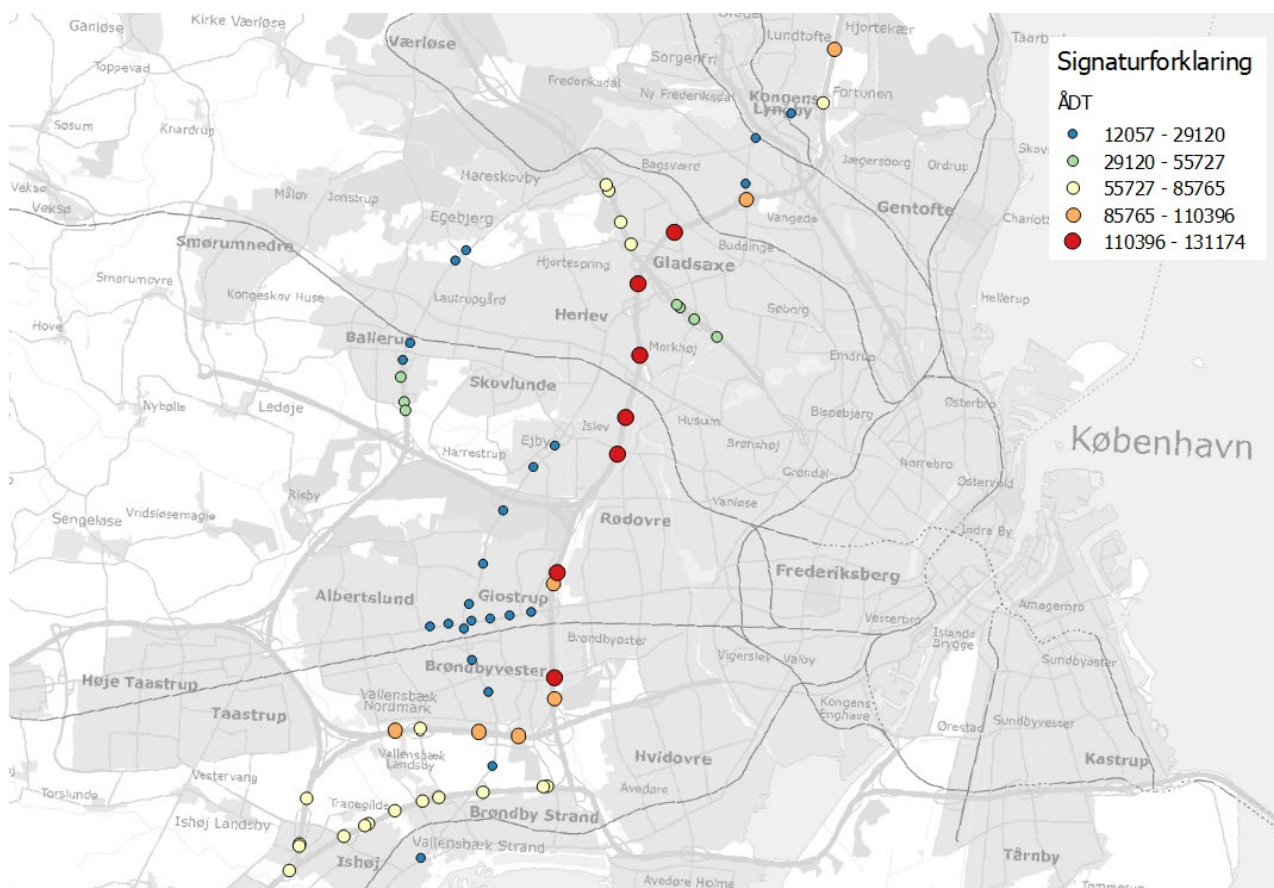 Ganløse
Kirke Værløse
Værløse
Sorgenfri
Lundtofte
Hjortekær
Toppevad
Frederiksdal
Ny Frederiksdal
Kongens
Lyngby
Fortunen
Søsum
Knardrup
Bagsværd
Jægersborg
Ordrup
Hareskovby
Veksø
Veksø
Måløv
Jonstrup
Egebjerg
Vangede
Gentofte
Smørumnedre
Hjortespring
Buddinge
Gladsaxe
Smørumovre
Kongeskov Huse
Lautrupgård
Hellerup
Søborg
Hove
Herlev
Ballerup
Mørkhøj
Emdrup
Skovlunde
Østerbro
Nybølle
Ledøje
Islev
Husum
Bispebjerg
København
Ejby
Brønshøj
Harrestrup
Nørrebro
Grøndal
Østervold
Risby
Vanløse
Sengeløse
Vridsløsemagle
Rødovre
Indre By
Frederiksberg
Albertslund
Glostrup
Amagerbro
Vesterbro
Islands
Brygge
Brøndbyøster
Vigerslev
Valby
Sundbyøster
Brøndbyvester
Høje Taastrup
Vallensbæk
Nordmark
Kongens
Enghave
Taastrup
Ørestad
Sundbyvester
Vallensbæk
Landsby
Hvidovre
Kastrup
Vestervang
Torslunde
Avedøre
Tranegilde
Ishøj Landsby
Brøndby Strand
Vallensbæk Strand
Ishøj
Tårnby
Avedøre Holme
Signaturforklaring
ÅDT
12057 - 29120
29120 - 55727
55727 - 85765
85765 - 110396
110396 - 131174